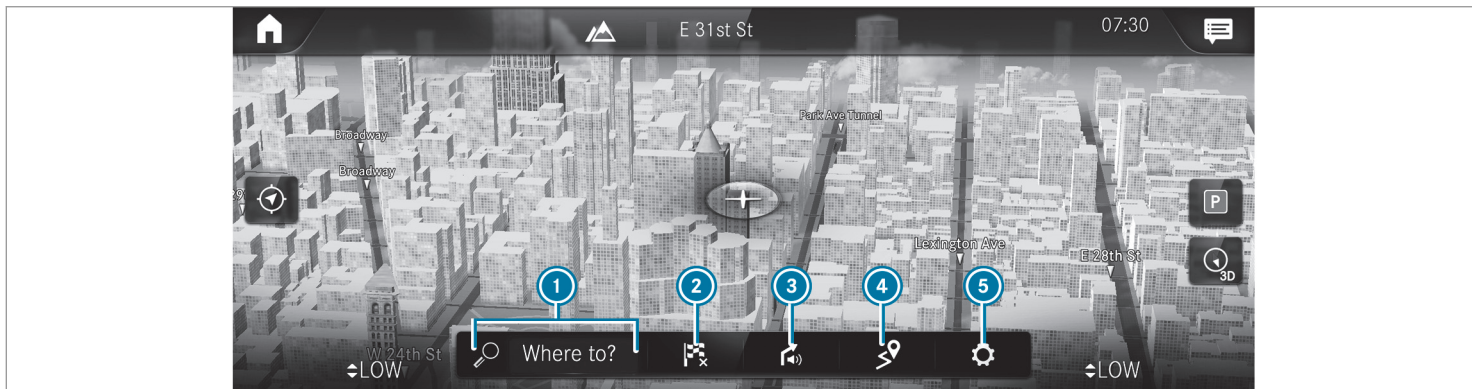 E 31st St
07:30
Park Ave Tunnel
Broadway
Broadway
29
P
Lexington Ave
E 28th St
3D
1
2
3
4
5
Where to?
W 24th St
LOW
LOW